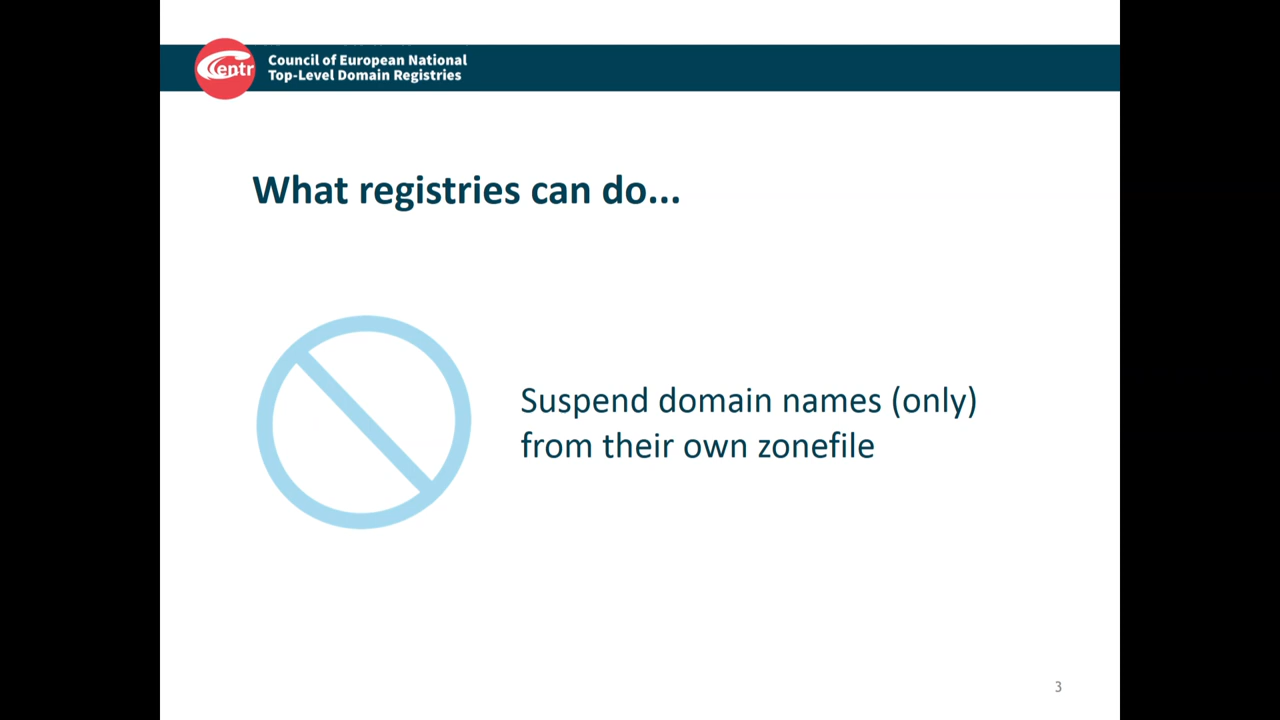 Centr
Council of European National
Top-Level Domain Registries
What registries can do...
Suspend domain names (only)
from their own zonefile
3